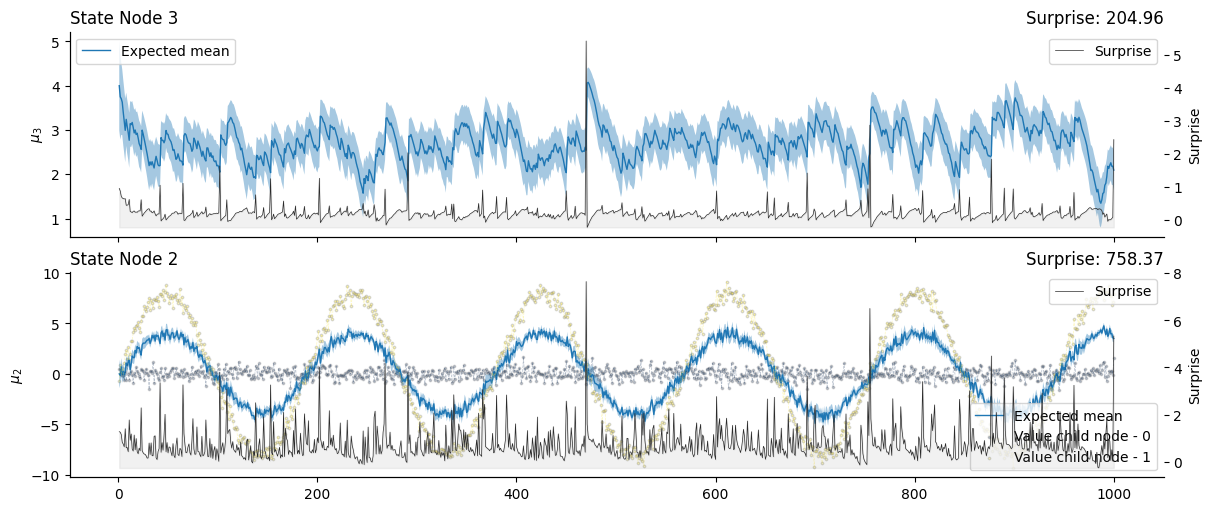 State Node 3
Surprise: 204.96
Expected mean
Surprise
5
4
3
2
1
μ3
5
4
3
2
1
0
Surprise
State Node 2
Surprise: 758.37
Surprise
10
5
0
−5
−10
μ2
8
6
4
2
0
Surprise
Expected mean
Value child node - 0
Value child node - 1
0
200
400
600
800
1000